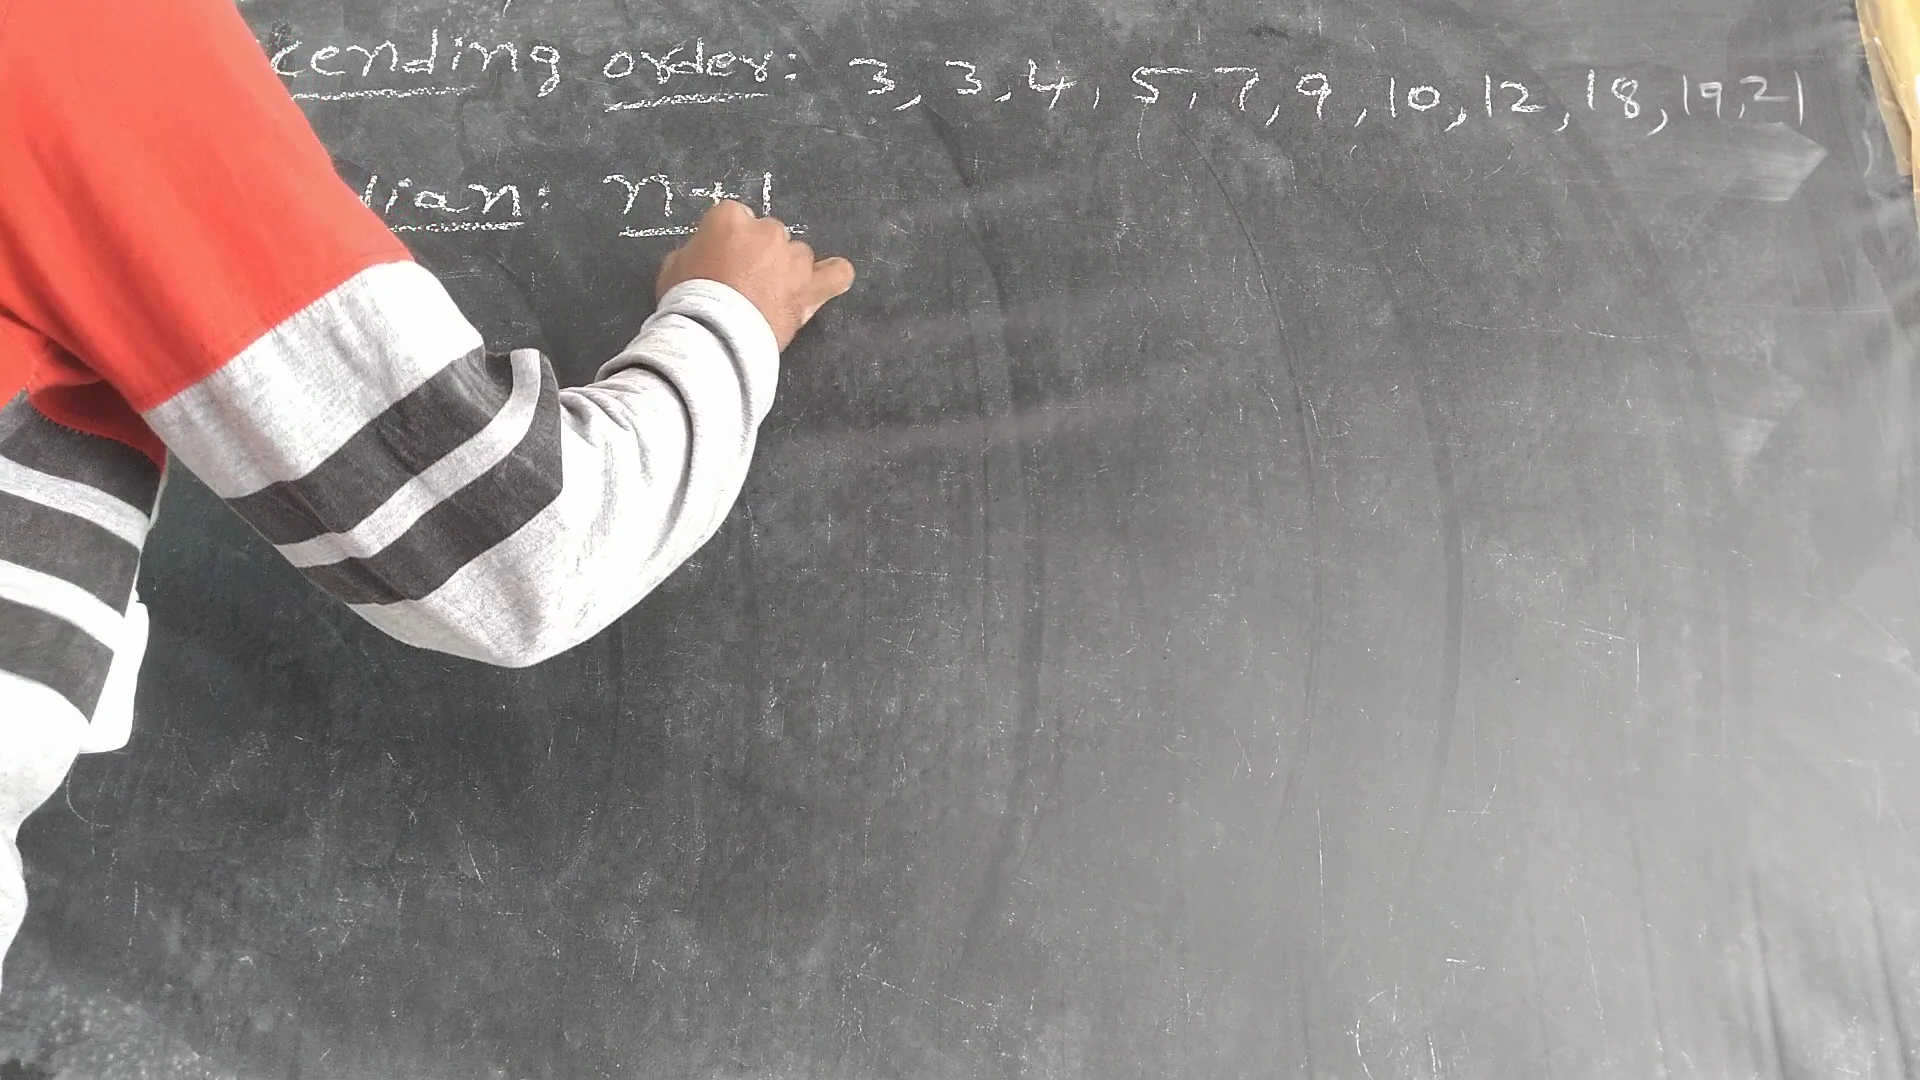 cending order: 3, 3, 4, 5, 7, 9, 10, 12, 18, 19, 21
dian: n+1